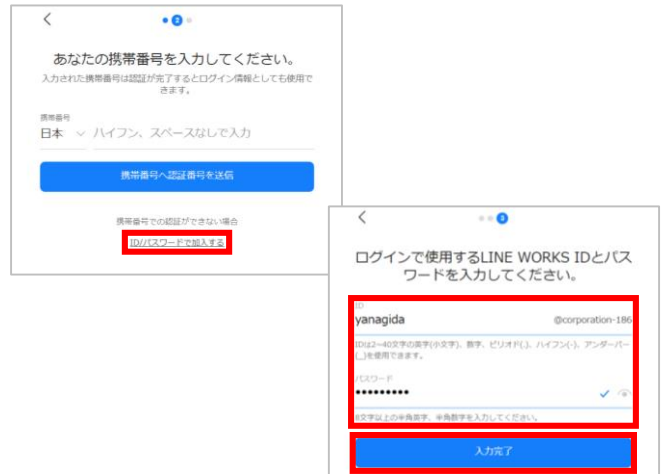 2
あなたの携帯番号を入力してください。
入力された携帯番号は認証が完了するとログイン情報としても使用で
きます。
携帯番号
日本 ハイフン、スペースなしで入力
携帯番号へ認証番号を送信
携帯番号での認証ができない場合
ID/パスワードで加入する
3
ログインで使用するLINE WORKS IDとパス
ワードを入力してください。
ID
yanagida @corporation-186
IDは2~40文字の英字(小文字)、数字、ピリオド(.)、ハイフン(-)、アンダーバー
(_)を使用できます。
パスワード
•••••••••
8文字以上の半角英字、半角数字を入力してください。
入力完了